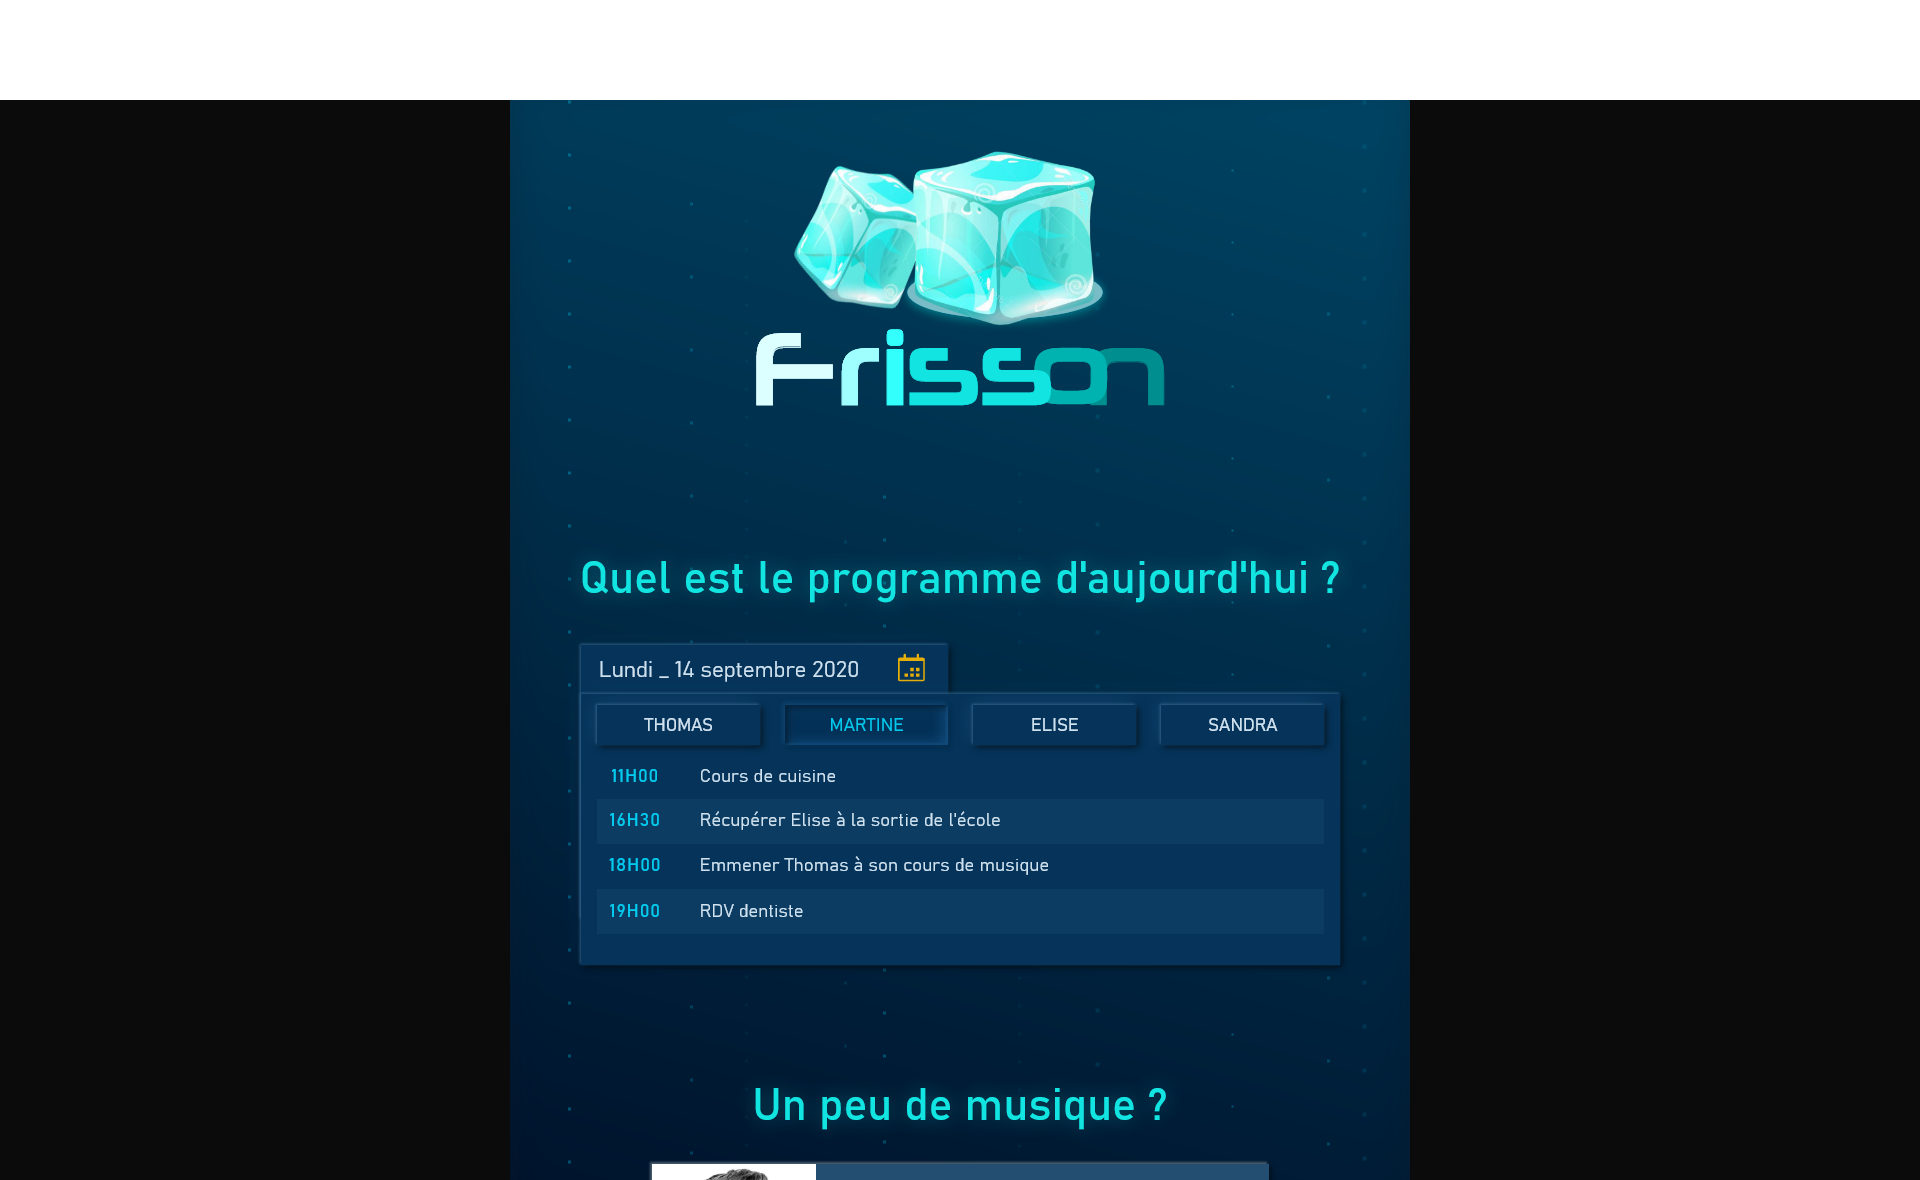 Frisson
Quel est le programme d'aujourd'hui ?
Lundi _ 14 septembre 2020
THOMAS MARTINE ELISE SANDRA
11H00 Cours de cuisine
16H30 Récupérer Elise à la sortie de l'école
18H00 Emmener Thomas à son cours de musique
19H00 RDV dentiste
Un peu de musique ?